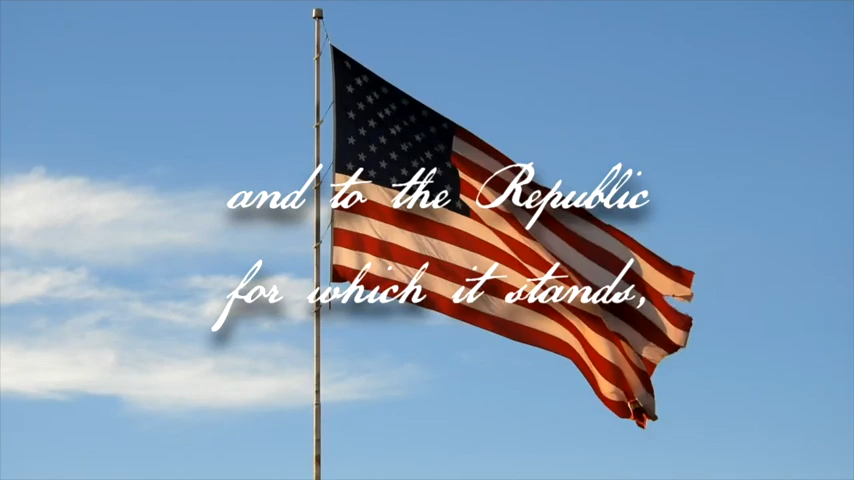 and to the Republic
for which it stands,